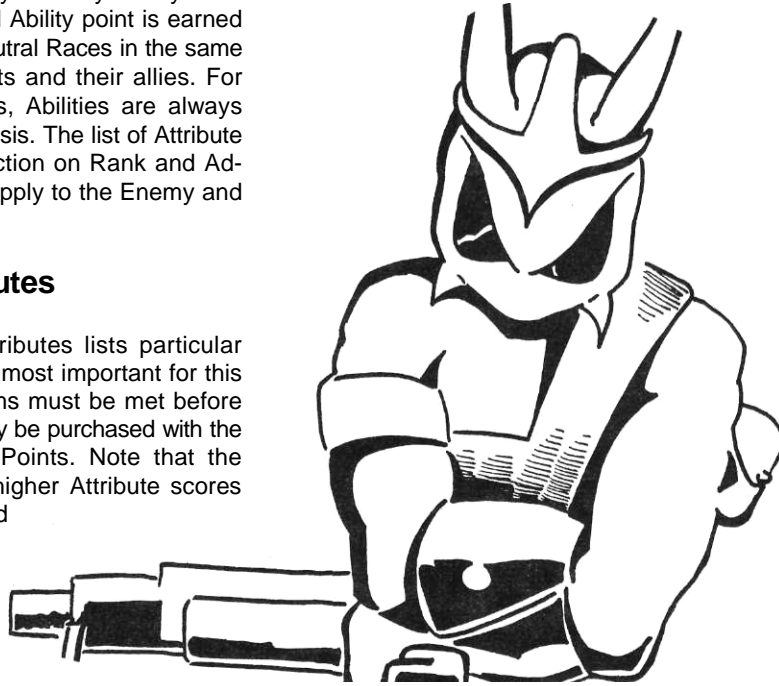 Ability point is earned
utral Races in the same
ts and their allies. For
s, Abilities are always
sis. The list of Attribute
ction on Rank and Ad-
pply to the Enemy and
utes
ributes lists particular
most important for this
ns must be met before
y be purchased with the
Points. Note that the
higher Attribute scores
d